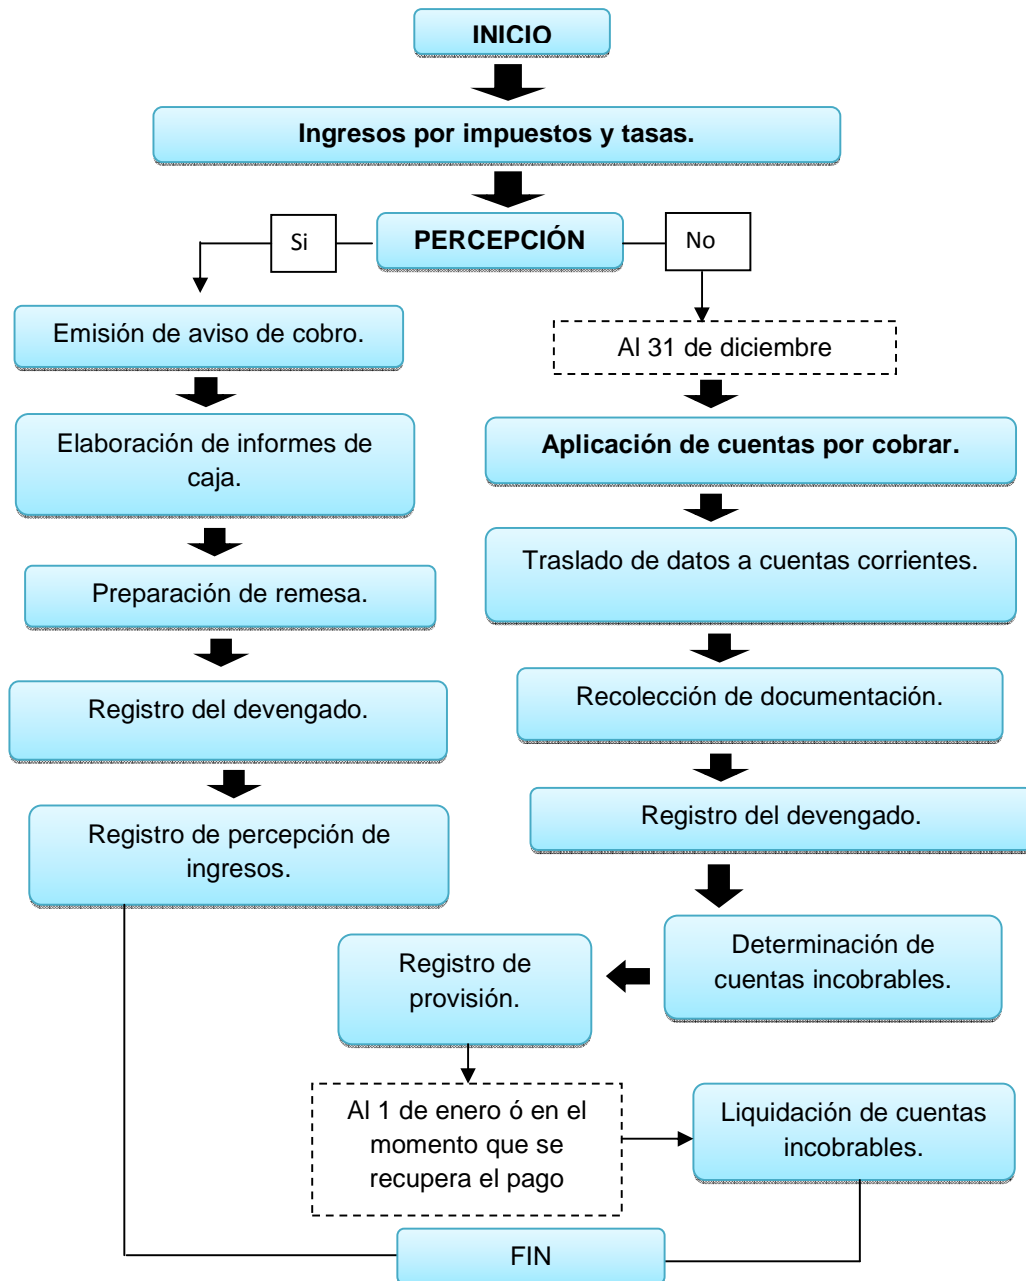 INICIO
Ingresos por impuestos y tasas.
PERCEPCIÓN
Si
No
Emisión de aviso de cobro.
Elaboración de informes de
caja.
Preparación de remesa.
Registro del devengado.
Registro de percepción de
ingresos.
Al 31 de diciembre
Aplicación de cuentas por cobrar.
Traslado de datos a cuentas corrientes.
Recolección de documentación.
Registro del devengado.
Determinación de
cuentas incobrables.
Registro de
provisión.
Al 1 de enero ó en el
momento que se
recupera el pago
Liquidación de cuentas
incobrables.
FIN